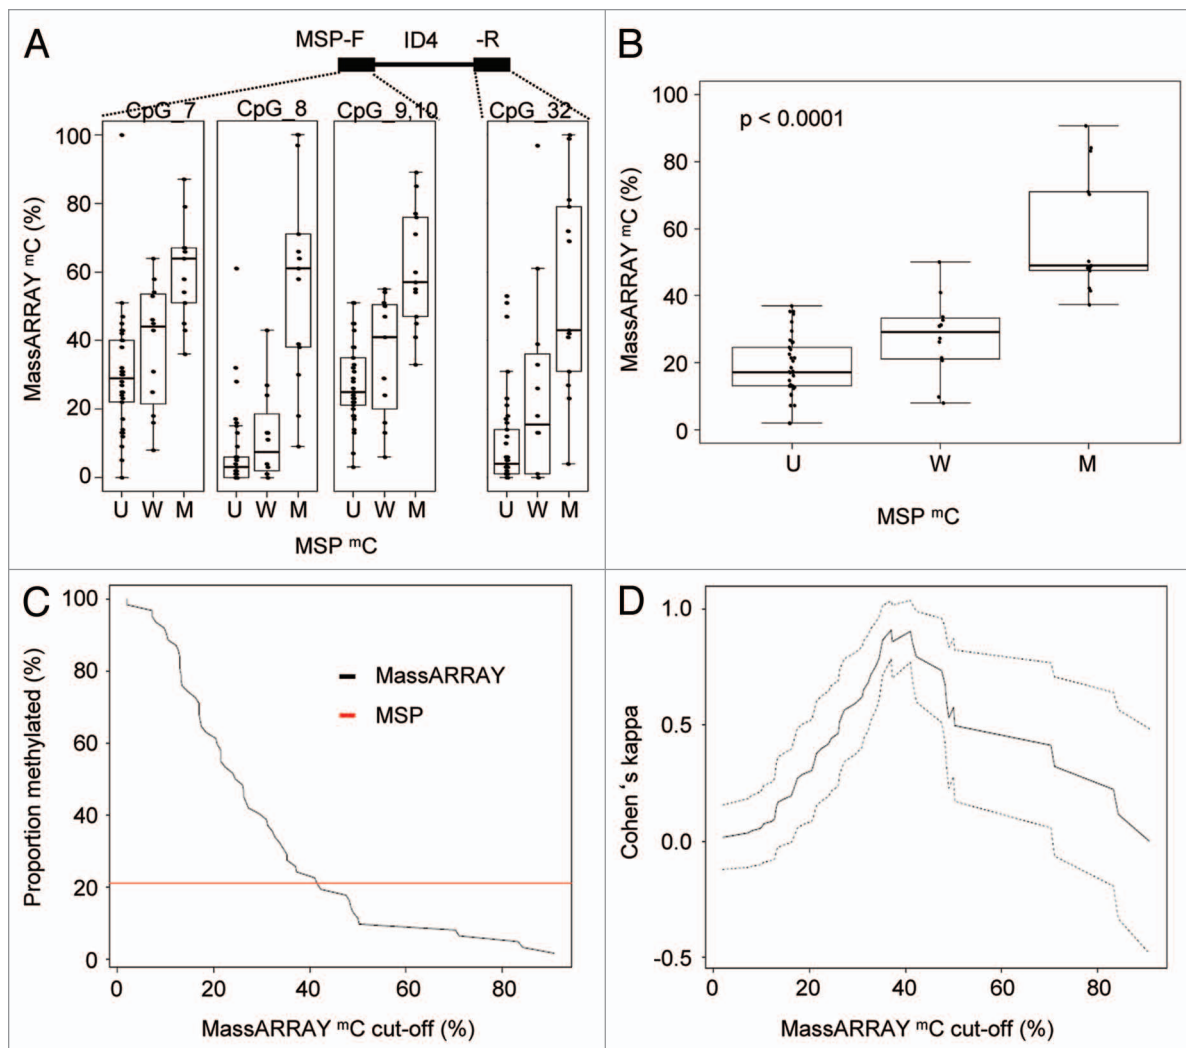 A
MSP-F ID4 -R
CpG_7 CpG_8 CpG_9,10 CpG_32
MassARRAY ᵐC (%)
100
80
60
40
20
0
U W M U W M U W M U W M
MSP ᵐC
B
p < 0.0001
MassARRAY ᵐC (%)
100
80
60
40
20
0
U W M
MSP ᵐC
C
Proportion methylated (%)
100
80
60
40
20
0
MassARRAY
MSP
0 20 40 60 80
MassARRAY ᵐC cut-off (%)
D
Cohen‘s kappa
1.0
0.5
0.0
-0.5
0 20 40 60 80
MassARRAY ᵐC cut-off (%)